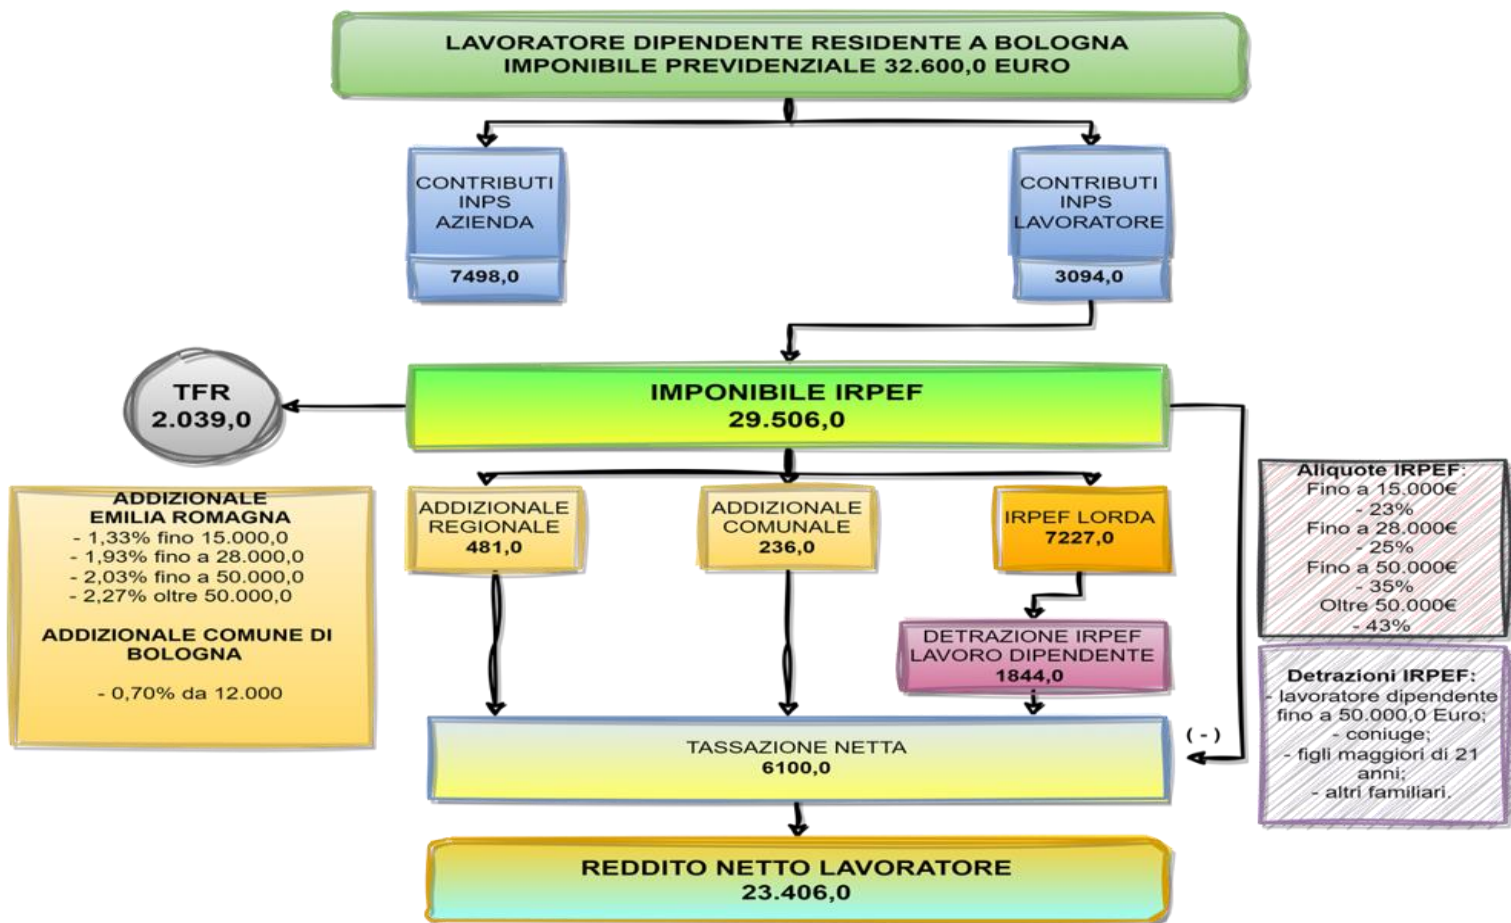 LAVORATORE DIPENDENTE RESIDENTE A BOLOGNA
IMPONIBILE PREVIDENZIALE 32.600,0 EURO
CONTRIBUTI
INPS
AZIENDA
7498,0
CONTRIBUTI
INPS
LAVORATORE
3094,0
TFR
2.039,0
IMPONIBILE IRPEF
29.506,0
ADDIZIONALE
EMILIA ROMAGNA
- 1,33% fino 15.000,0
- 1,93% fino a 28.000,0
- 2,03% fino a 50.000,0
- 2,27% oltre 50.000,0
ADDIZIONALE COMUNE DI
BOLOGNA
- 0,70% da 12.000
ADDIZIONALE
REGIONALE
481,0
ADDIZIONALE
COMUNALE
236,0
IRPEF LORDA
7227,0
DETRAZIONE IRPEF
LAVORO DIPENDENTE
1844,0
Aliquote IRPEF:
Fino a 15.000€
- 23%
Fino a 28.000€
- 25%
Fino a 50.000€
- 35%
Oltre 50.000€
- 43%
Detrazioni IRPEF:
- lavoratore dipendente
fino a 50.000,0 Euro;
- coniuge;
- figli maggiori di 21
anni;
- altri familiari.
( - )
TASSAZIONE NETTA
6100,0
REDDITO NETTO LAVORATORE
23.406,0